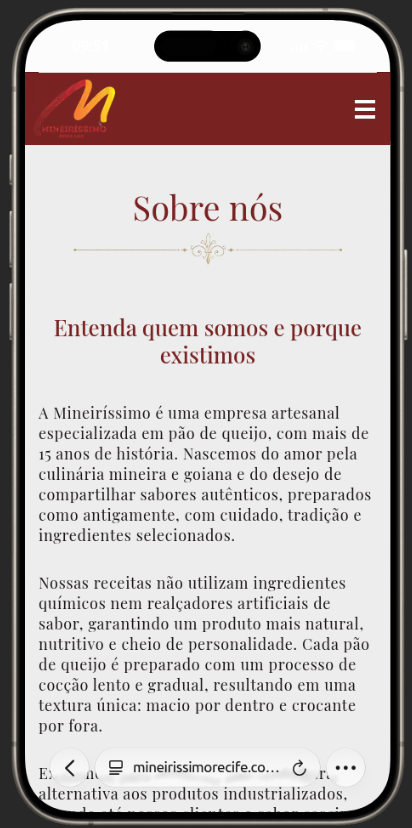 MINEIRÍSSIMO
Sobre nós
Entenda quem somos e porque
existimos
A Mineiríssimo é uma empresa artesanal
especializada em pão de queijo, com mais de
15 anos de história. Nascemos do amor pela
culinária mineira e goiana e do desejo de
compartilhar sabores autênticos, preparados
como antigamente, com cuidado, tradição e
ingredientes selecionados.
Nossas receitas não utilizam ingredientes
químicos nem realçadores artificiais de
sabor, garantindo um produto mais natural,
nutritivo e cheio de personalidade. Cada pão
de queijo é preparado com um processo de
cocção lento e gradual, resultando em uma
textura única: macio por dentro e crocante
por fora.
mineirissimorecife.co...
alternativa aos produtos industrializados,